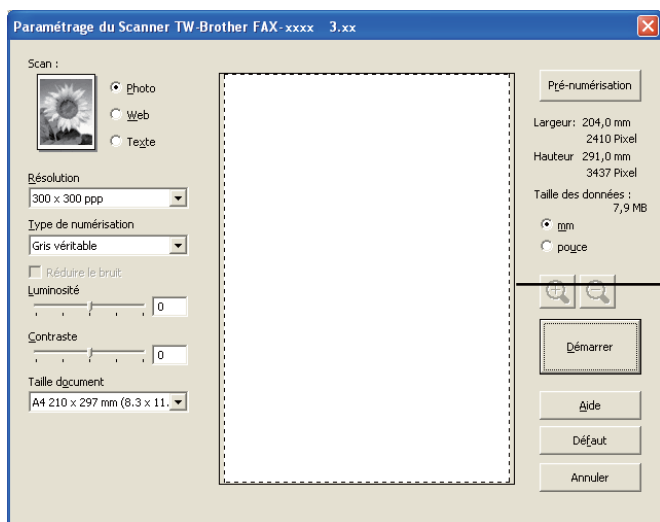 Paramétrage du Scanner TW-Brother FAX-xxxx 3.xx
Scan :
Photo
Web
Texte
Résolution
300 x 300 ppp
Type de numérisation
Gris véritable
Réduire le bruit
Luminosité
0
Contraste
0
Taille document
A4 210 x 297 mm (8.3 x 11.
Pré-numérisation
Largeur: 204,0 mm
2410 Pixel
Hauteur 291,0 mm
3437 Pixel
Taille des données :
7,9 MB
mm
pouce
Démarrer
Aide
Défaut
Annuler